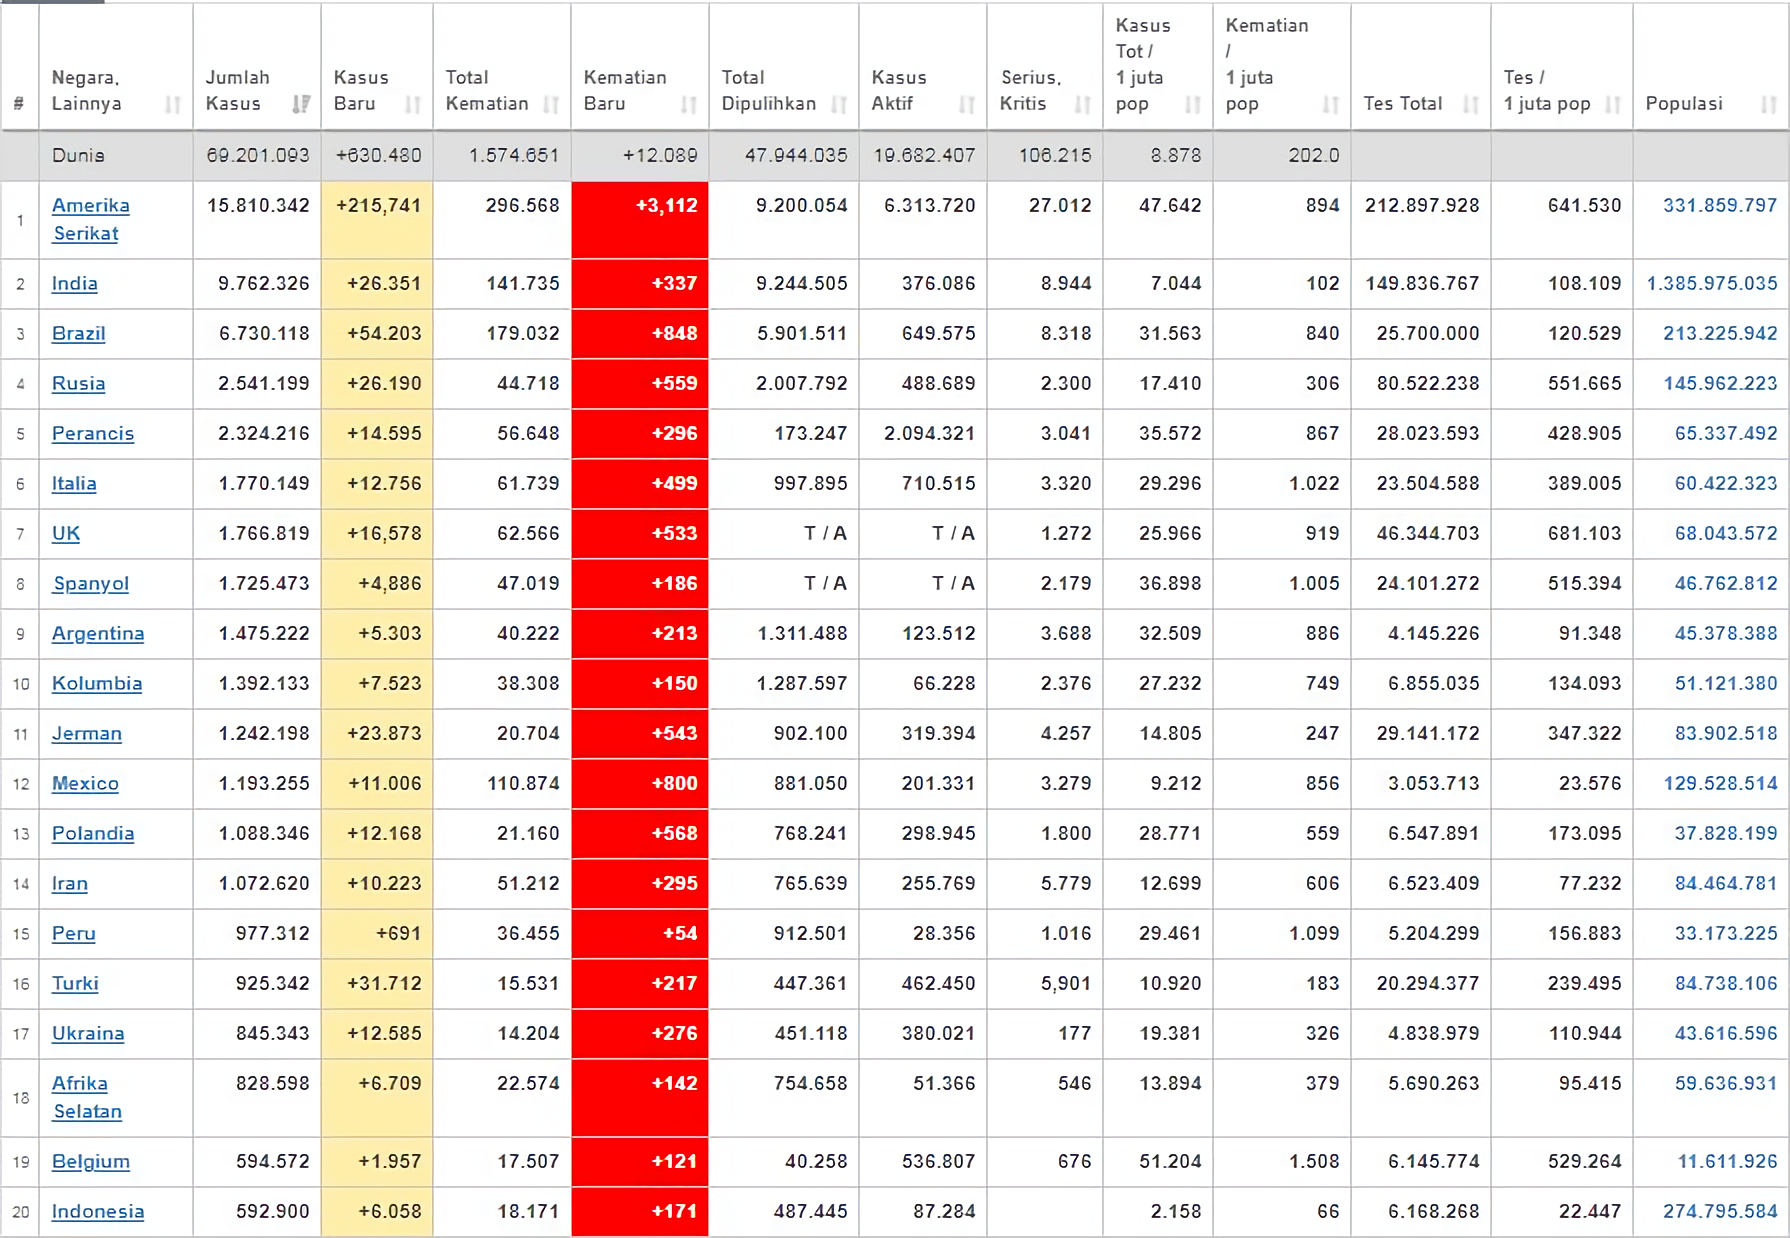 # Negara, Lainnya Jumlah Kasus Kasus Baru Total Kematian Kematian Baru Total Dipulihkan Kasus Aktif Serius, Kritis Kasus Tot / 1 juta pop Kematian / 1 juta pop Tes Total Tes / 1 juta pop Populasi
Dunia 69.201.093 +630.480 1.574.651 +12.089 47.944.035 19.682.407 106.215 8.878 202.0
1 Amerika Serikat 15.810.342 +215,741 296.568 +3,112 9.200.054 6.313.720 27.012 47.642 894 212.897.928 641.530 331.859.797
2 India 9.762.326 +26.351 141.735 +337 9.244.505 376.086 8.944 7.044 102 149.836.767 108.109 1.385.975.035
3 Brazil 6.730.118 +54.203 179.032 +848 5.901.511 649.575 8.318 31.563 840 25.700.000 120.529 213.225.942
4 Rusia 2.541.199 +26.190 44.718 +559 2.007.792 488.689 2.300 17.410 306 80.522.238 551.665 145.962.223
5 Perancis 2.324.216 +14.595 56.648 +296 173.247 2.094.321 3.041 35.572 867 28.023.593 428.905 65.337.492
6 Italia 1.770.149 +12.756 61.739 +499 997.895 710.515 3.320 29.296 1.022 23.504.588 389.005 60.422.323
7 UK 1.766.819 +16,578 62.566 +533 T / A T / A 1.272 25.966 919 46.344.703 681.103 68.043.572
8 Spanyol 1.725.473 +4,886 47.019 +186 T / A T / A 2.179 36.898 1.005 24.101.272 515.394 46.762.812
9 Argentina 1.475.222 +5.303 40.222 +213 1.311.488 123.512 3.688 32.509 886 4.145.226 91.348 45.378.388
10 Kolumbia 1.392.133 +7.523 38.308 +150 1.287.597 66.228 2.376 27.232 749 6.855.035 134.093 51.121.380
11 Jerman 1.242.198 +23.873 20.704 +543 902.100 319.394 4.257 14.805 247 29.141.172 347.322 83.902.518
12 Mexico 1.193.255 +11.006 110.874 +800 881.050 201.331 3.279 9.212 856 3.053.713 23.576 129.528.514
13 Polandia 1.088.346 +12.168 21.160 +568 768.241 298.945 1.800 28.771 559 6.547.891 173.095 37.828.199
14 Iran 1.072.620 +10.223 51.212 +295 765.639 255.769 5.779 12.699 606 6.523.409 77.232 84.464.781
15 Peru 977.312 +691 36.455 +54 912.501 28.356 1.016 29.461 1.099 5.204.299 156.883 33.173.225
16 Turki 925.342 +31.712 15.531 +217 447.361 462.450 5,901 10.920 183 20.294.377 239.495 84.738.106
17 Ukraina 845.343 +12.585 14.204 +276 451.118 380.021 177 19.381 326 4.838.979 110.944 43.616.596
18 Afrika Selatan 828.598 +6.709 22.574 +142 754.658 51.366 546 13.894 379 5.690.263 95.415 59.636.931
19 Belgium 594.572 +1.957 17.507 +121 40.258 536.807 676 51.204 1.508 6.145.774 529.264 11.611.926
20 Indonesia 592.900 +6.058 18.171 +171 487.445 87.284 2.158 66 6.168.268 22.447 274.795.584